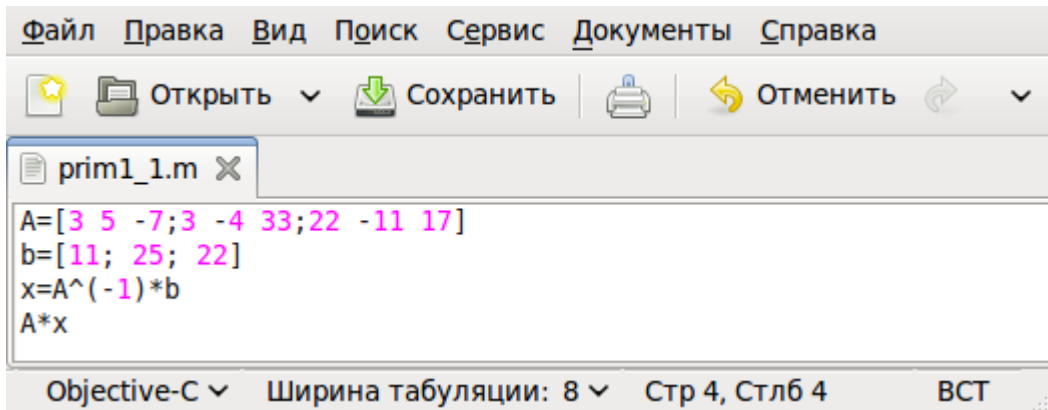 Файл Правка Вид Поиск Сервис Документы Справка
Открыть Сохранить Отменить
prim1_1.m
A=[3 5 -7;3 -4 33;22 -11 17]
b=[11; 25; 22]
x=A^(-1)*b
A*x
Objective-C Ширина табуляции: 8 Стр 4, Стлб 4 ВСТ